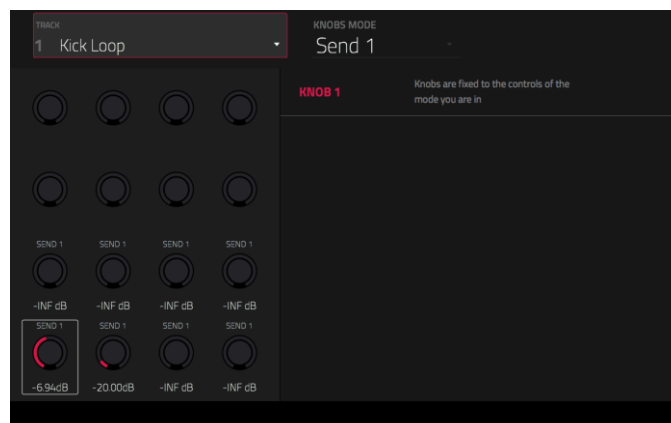 TRACK
1 Kick Loop
KNOBS MODE
Send 1
KNOB 1
Knobs are fixed to the controls of the
mode you are in
SEND 1 SEND 1 SEND 1 SEND 1
-INF dB -INF dB -INF dB -INF dB
SEND 1 SEND 1 SEND 1 SEND 1
-6.94dB -20.00dB -INF dB -INF dB